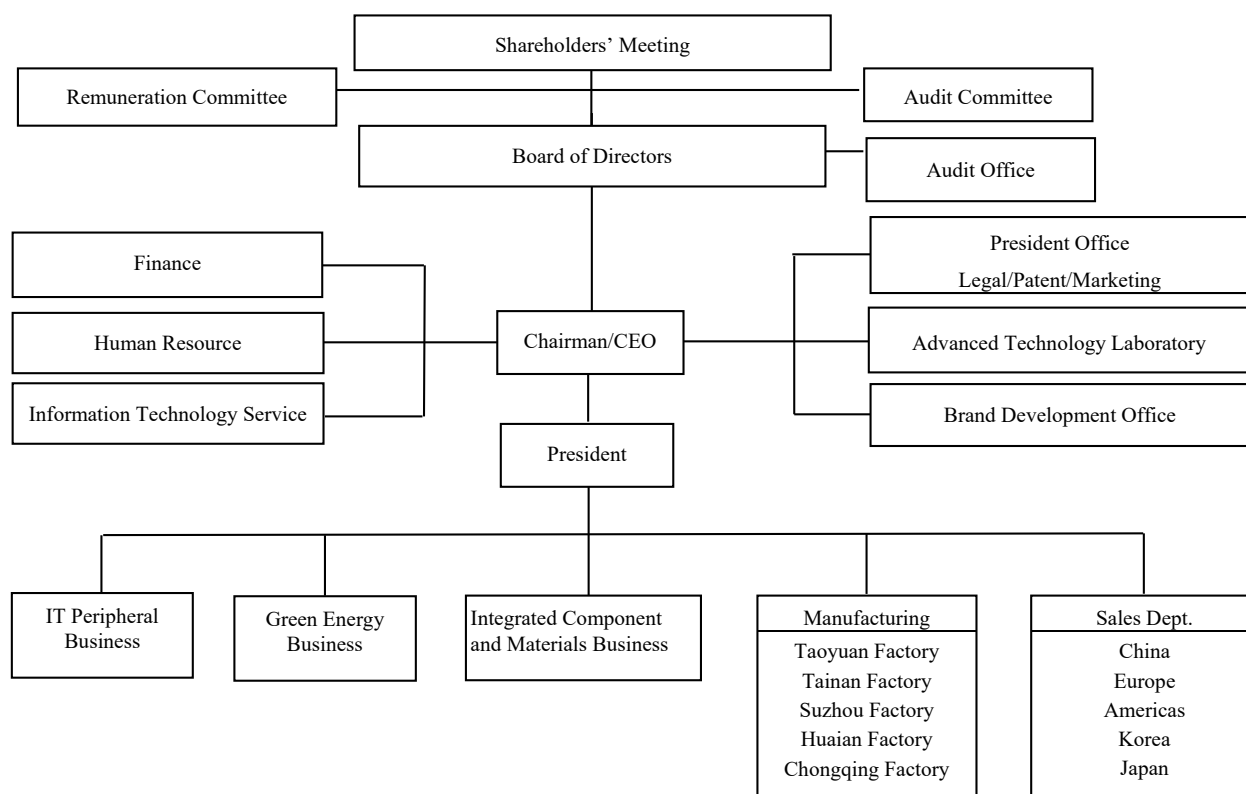 Shareholders’ Meeting
Remuneration Committee
Audit Committee
Board of Directors
Audit Office
Finance
President Office
Legal/Patent/Marketing
Human Resource
Chairman/CEO
Advanced Technology Laboratory
Information Technology Service
Brand Development Office
President
IT Peripheral
Business
Green Energy
Business
Integrated Component
and Materials Business
Manufacturing
Taoyuan Factory
Tainan Factory
Suzhou Factory
Huaian Factory
Chongqing Factory
Sales Dept.
China
Europe
Americas
Korea
Japan